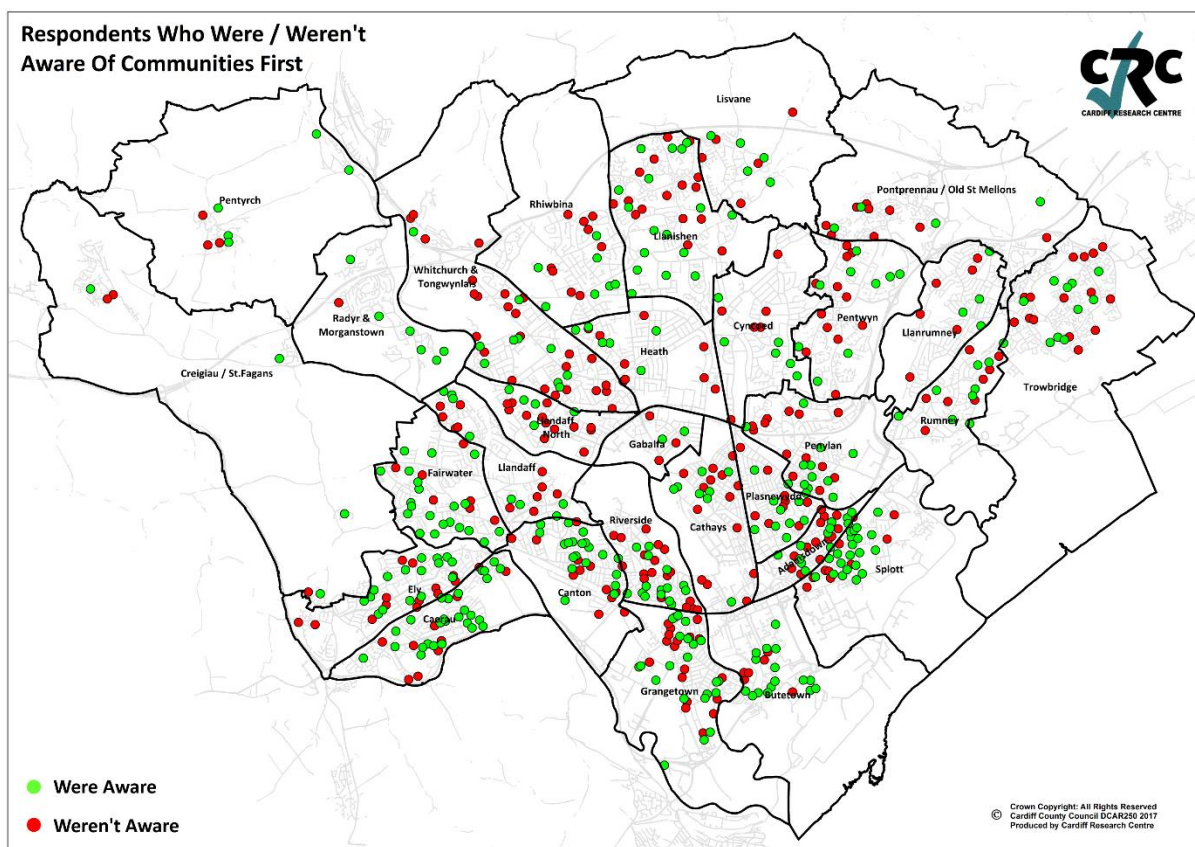 Respondents Who Were / Weren't
Aware Of Communities First
CRC
CARDIFF RESEARCH CENTRE
Lisvane
Pontprennau / Old St Mellons
Pentyrch
Rhiwbina
Llanishen
Whitchurch &
Tongwynlais
Radyr &
Morganstown
Cyncoed
Pentwyn
Llanrumney
Heath
Creigiau / St.Fagans
Trowbridge
Rumney
Llandaff
North
Gabalfa
Penylan
Fairwater
Llandaff
Plasnewydd
Riverside
Cathays
Adamsdown
Splott
Ely
Canton
Caerau
Grangetown
Butetown
Were Aware
Weren't Aware
© Crown Copyright: All Rights Reserved
Cardiff County Council DCAR250 2017
Produced by Cardiff Research Centre